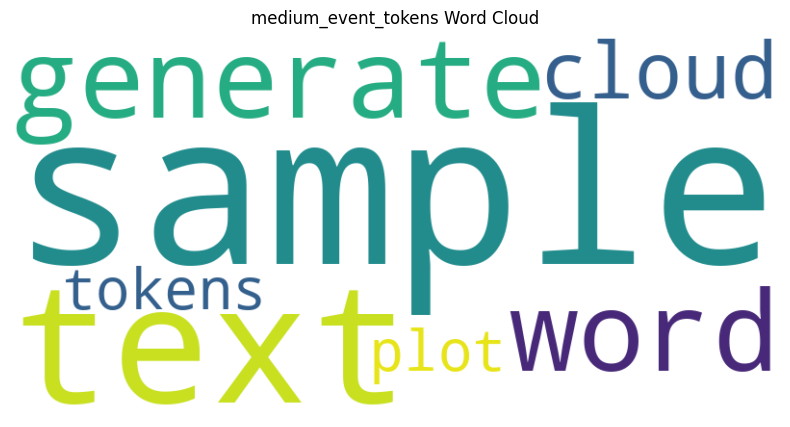 medium_event_tokens Word Cloud
generate cloud
sample
tokens
text plot word